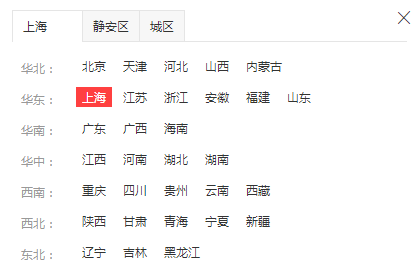 上海 静安区 城区
华北： 北京 天津 河北 山西 内蒙古
华东： 上海 江苏 浙江 安徽 福建 山东
华南： 广东 广西 海南
华中： 江西 河南 湖北 湖南
西南： 重庆 四川 贵州 云南 西藏
西北： 陕西 甘肃 青海 宁夏 新疆
东北： 辽宁 吉林 黑龙江